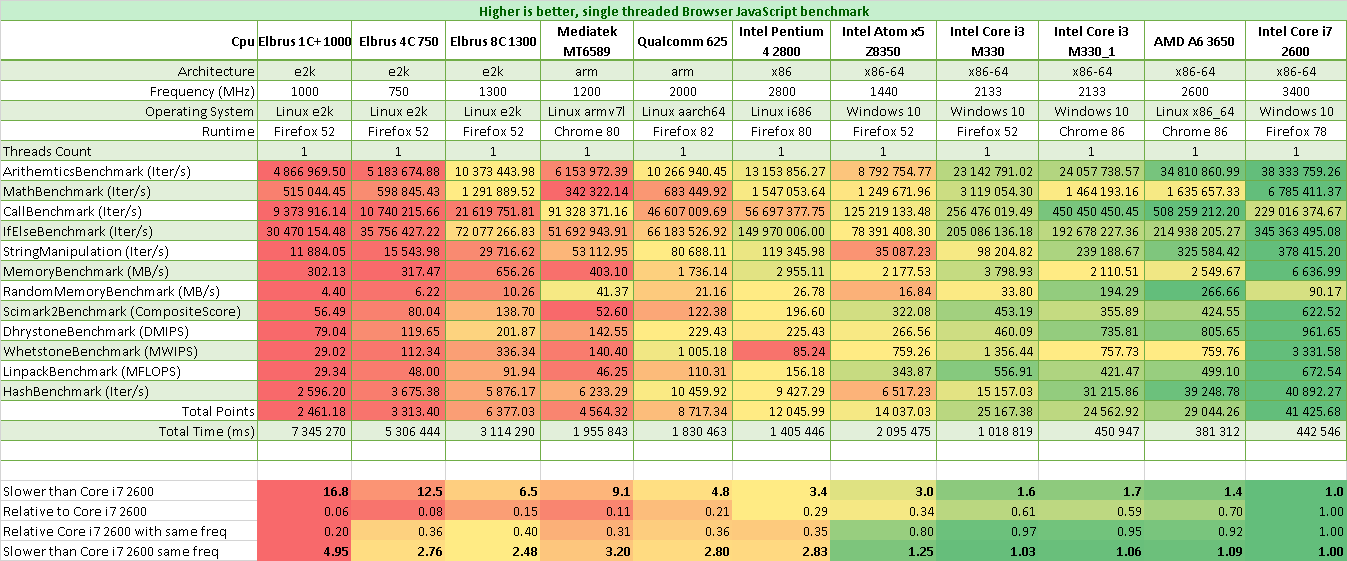 Higher is better, single threaded Browser JavaScript benchmark
Cpu Elbrus 1C+1000 Elbrus 4C 750 Elbrus 8C 1300 Mediatek MT6589 Qualcomm 625 Intel Pentium 4 2800 Intel Atom x5 Z8350 Intel Core i3 M330 Intel Core i3 M330_1 AMD A6 3650 Intel Core i7 2600
Architecture e2k e2k e2k arm arm x86 x86-64 x86-64 x86-64 x86-64 x86-64
Frequency (MHz) 1000 750 1300 1200 2000 2800 1440 2133 2133 2600 3400
Operating System Linux e2k Linux e2k Linux e2k Linux armv7l Linux aarch64 Linux i686 Windows 10 Windows 10 Windows 10 Linux x86_64 Windows 10
Runtime Firefox 52 Firefox 52 Firefox 52 Chrome 80 Firefox 82 Firefox 80 Firefox 52 Firefox 52 Chrome 86 Chrome 86 Firefox 78
Threads Count 1 1 1 1 1 1 1 1 1 1 1
ArithemticsBenchmark (Iter/s) 4 866 969.50 5 183 674.88 10 373 443.98 6 153 972.39 10 266 940.45 13 153 856.27 8 792 754.77 23 142 791.02 24 057 738.57 34 810 860.99 38 333 759.26
MathBenchmark (Iter/s) 515 044.45 598 845.43 1 291 889.52 342 322.14 683 449.92 1 547 053.64 1 249 671.96 3 119 054.30 1 464 193.16 1 635 657.33 6 785 411.37
CallBenchmark (Iter/s) 9 373 916.14 10 740 215.66 21 619 751.81 91 328 371.16 46 607 009.69 56 697 377.75 125 219 133.48 256 476 019.49 450 450 450.45 508 259 212.20 229 016 374.67
IfElseBenchmark (Iter/s) 30 470 154.48 35 756 427.22 72 077 266.83 51 692 943.91 66 183 526.92 149 970 006.00 78 391 408.30 205 086 136.18 192 678 227.36 214 938 205.27 345 363 495.08
StringManipulation (Iter/s) 11 884.05 15 543.98 29 716.62 53 112.95 80 688.11 119 345.98 35 087.23 98 204.82 239 188.67 325 584.42 378 415.20
MemoryBenchmark (MB/s) 302.13 317.47 656.26 403.10 1 736.14 2 955.11 2 177.53 3 798.93 2 110.51 2 549.67 6 636.99
RandomMemoryBenchmark (MB/s) 4.40 6.22 10.26 41.37 21.16 26.78 16.84 33.80 194.29 266.66 90.17
Scimark2Benchmark (CompositeScore) 56.49 80.04 138.70 52.60 122.38 196.60 322.08 453.19 355.89 424.55 622.52
DhrystoneBenchmark (DMIPS) 79.04 119.65 201.87 142.55 229.43 225.43 266.56 460.09 735.81 805.65 961.65
WhetstoneBenchmark (MWIPS) 29.02 112.34 336.34 140.40 1 005.18 85.24 759.26 1 356.44 757.73 759.76 3 331.58
LinpackBenchmark (MFLOPS) 29.34 48.00 91.94 46.25 110.31 156.18 343.87 556.91 421.47 499.10 672.54
HashBenchmark (Iter/s) 2 596.20 3 675.38 5 876.17 6 233.29 10 459.92 9 427.29 6 517.23 15 157.03 31 215.86 39 248.78 40 892.27
Total Points 2 461.18 3 313.40 6 377.03 4 564.32 8 717.34 12 045.99 14 037.03 25 167.38 24 562.92 29 044.26 41 425.68
Total Time (ms) 7 345 270 5 306 444 3 114 290 1 955 843 1 830 463 1 405 446 2 095 475 1 018 819 450 947 381 312 442 546
Slower than Core i7 2600 16.8 12.5 6.5 9.1 4.8 3.4 3.0 1.6 1.7 1.4 1.0
Relative to Core i7 2600 0.06 0.08 0.15 0.11 0.21 0.29 0.34 0.61 0.59 0.70 1.00
Relative Core i7 2600 with same freq 0.20 0.36 0.40 0.31 0.36 0.35 0.80 0.97 0.95 0.92 1.00
Slower than Core i7 2600 same freq 4.95 2.76 2.48 3.20 2.80 2.83 1.25 1.03 1.06 1.09 1.00